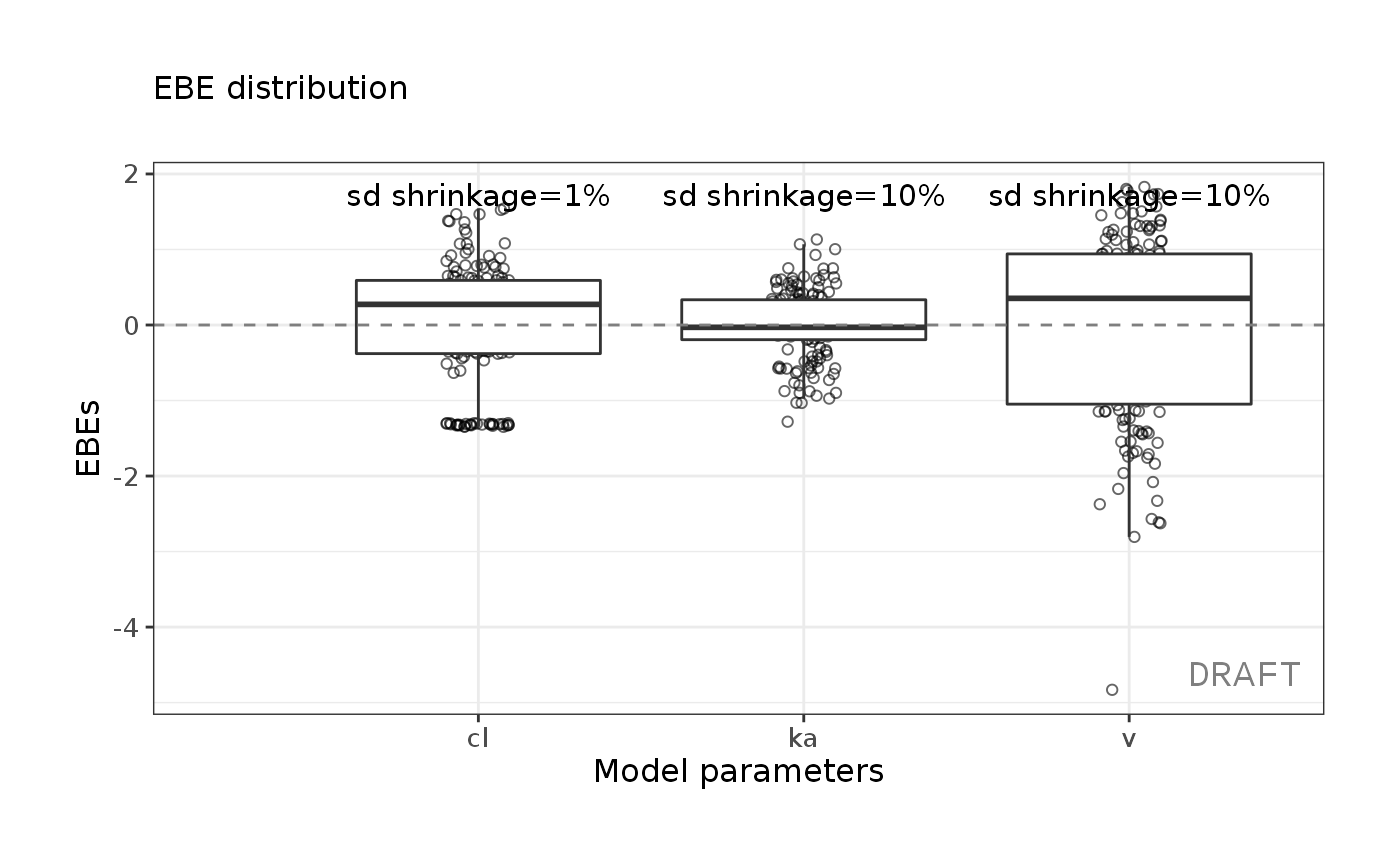 EBE distribution
2
sd shrinkage=1% sd shrinkage=10% sd shrinkage=10%
0
EBEs
-2
-4
DRAFT
cl ka v
Model parameters